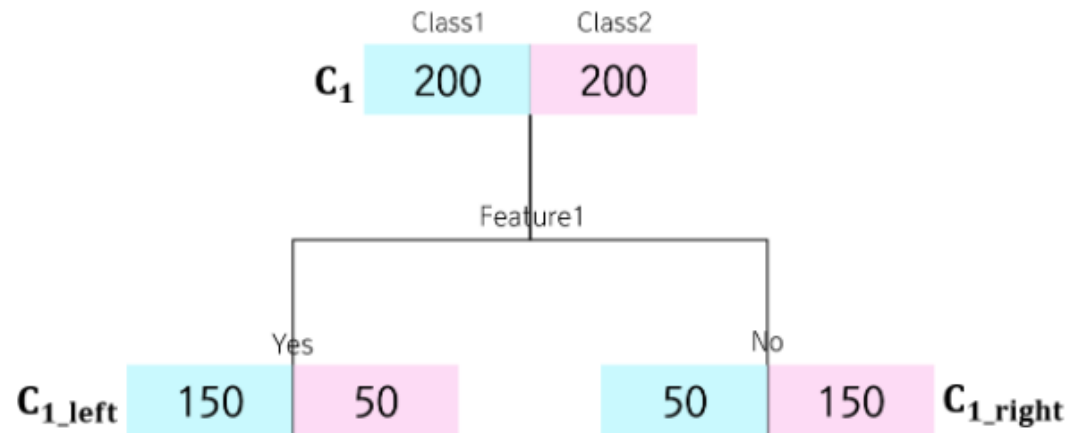 Class1 Class2
C1 200 200
Feature1
Yes No
C1_left 150 50 50 150 C1_right